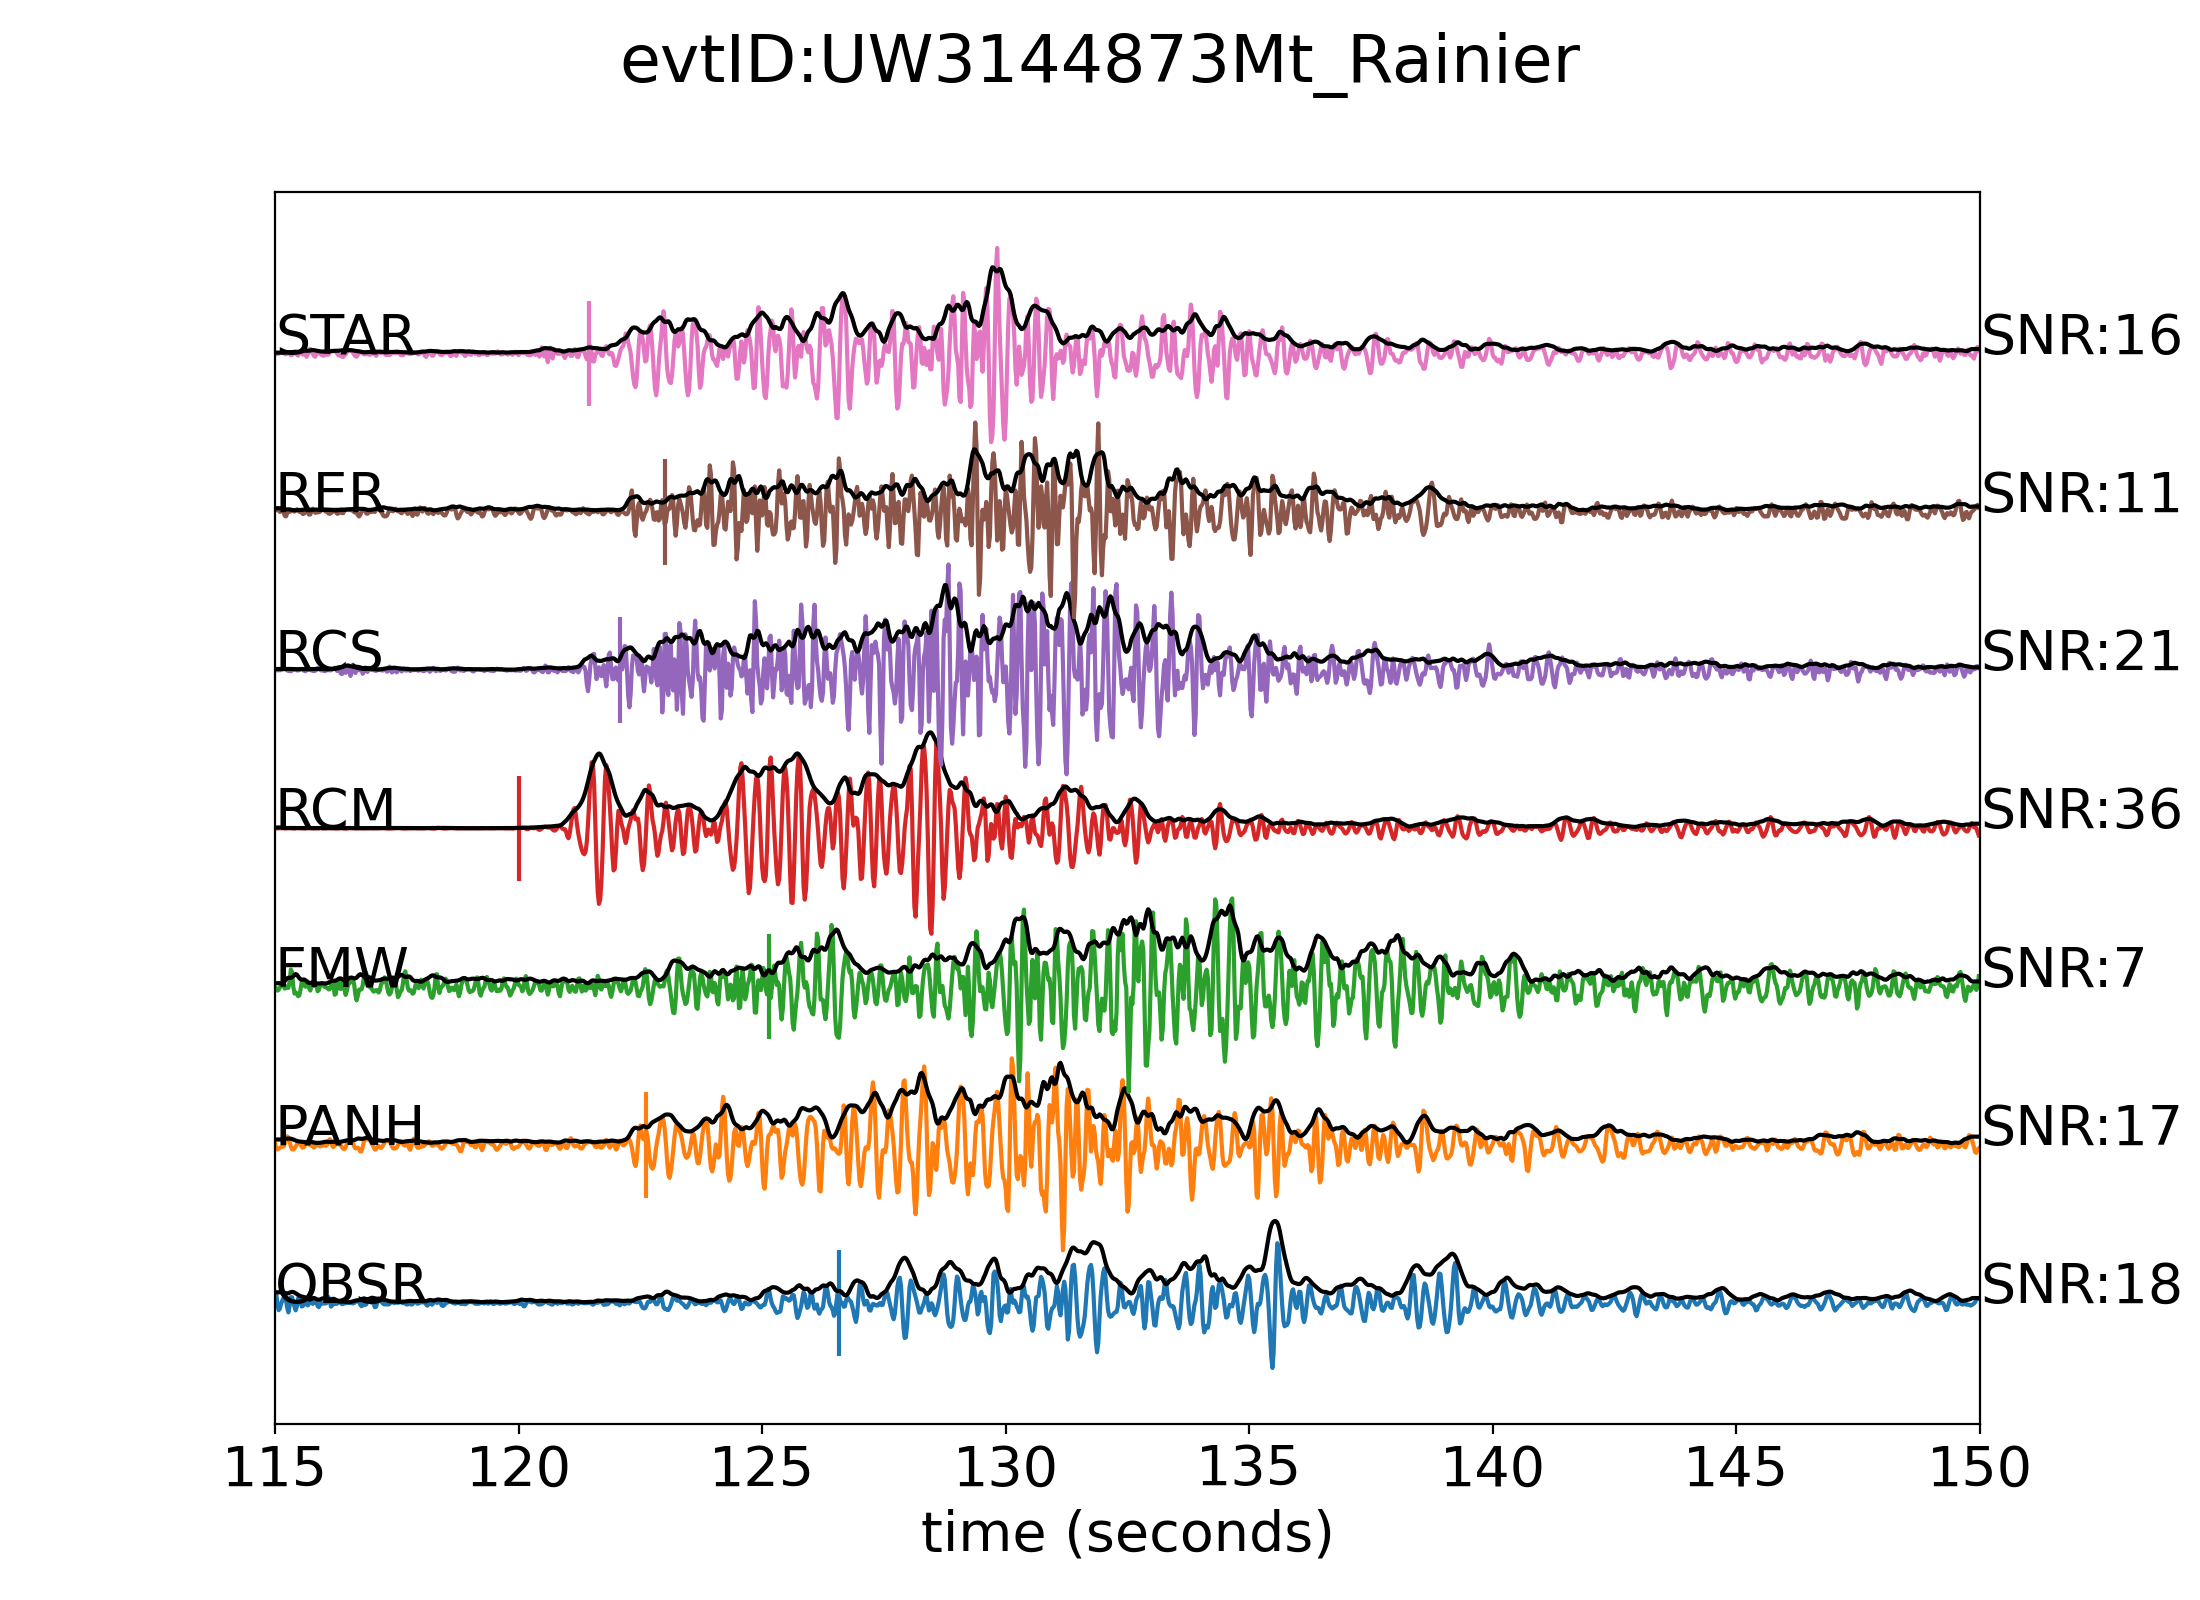 evtID:UW3144873Mt_Rainier
STAR SNR:16
RER SNR:11
RCS SNR:21
RCM SNR:36
FMW SNR:7
PANH SNR:17
OBSR SNR:18
115 120 125 130 135 140 145 150
time (seconds)